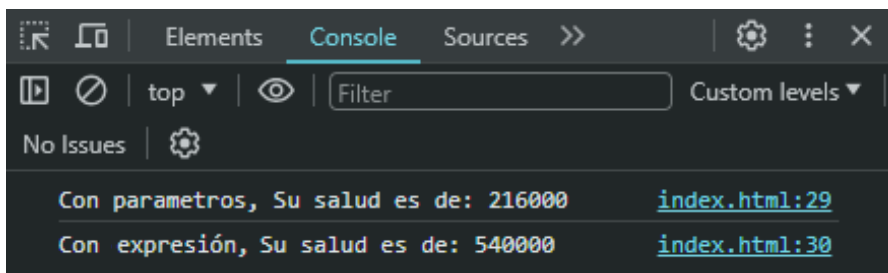 Elements Console Sources
top Filter Custom levels
No Issues
Con parametros, Su salud es de: 216000 index.html:29
Con expresión, Su salud es de: 540000 index.html:30